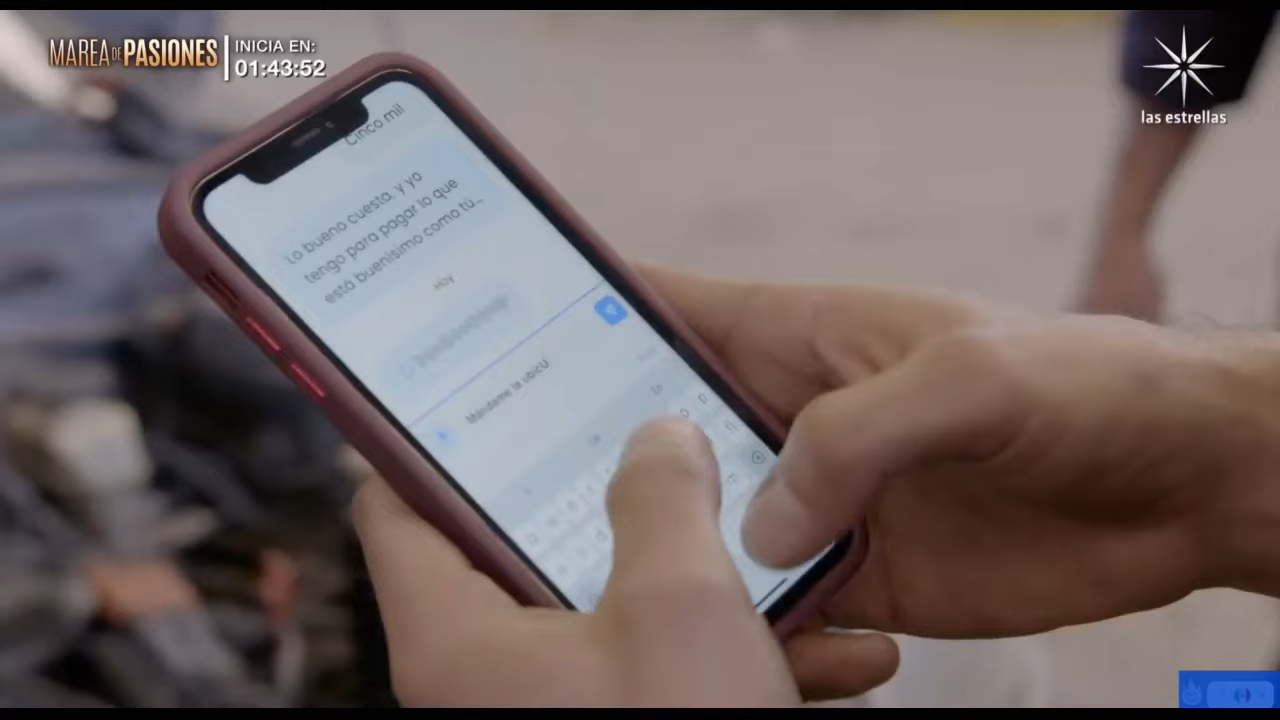 MAREA DE PASIONES
INICIA EN:
01:43:52
las estrellas
Cinco mil
Lo bueno cuesta, y yo
tengo para pagar lo que
está buenísimo como tú...
Hoy
Mándame la ubicU